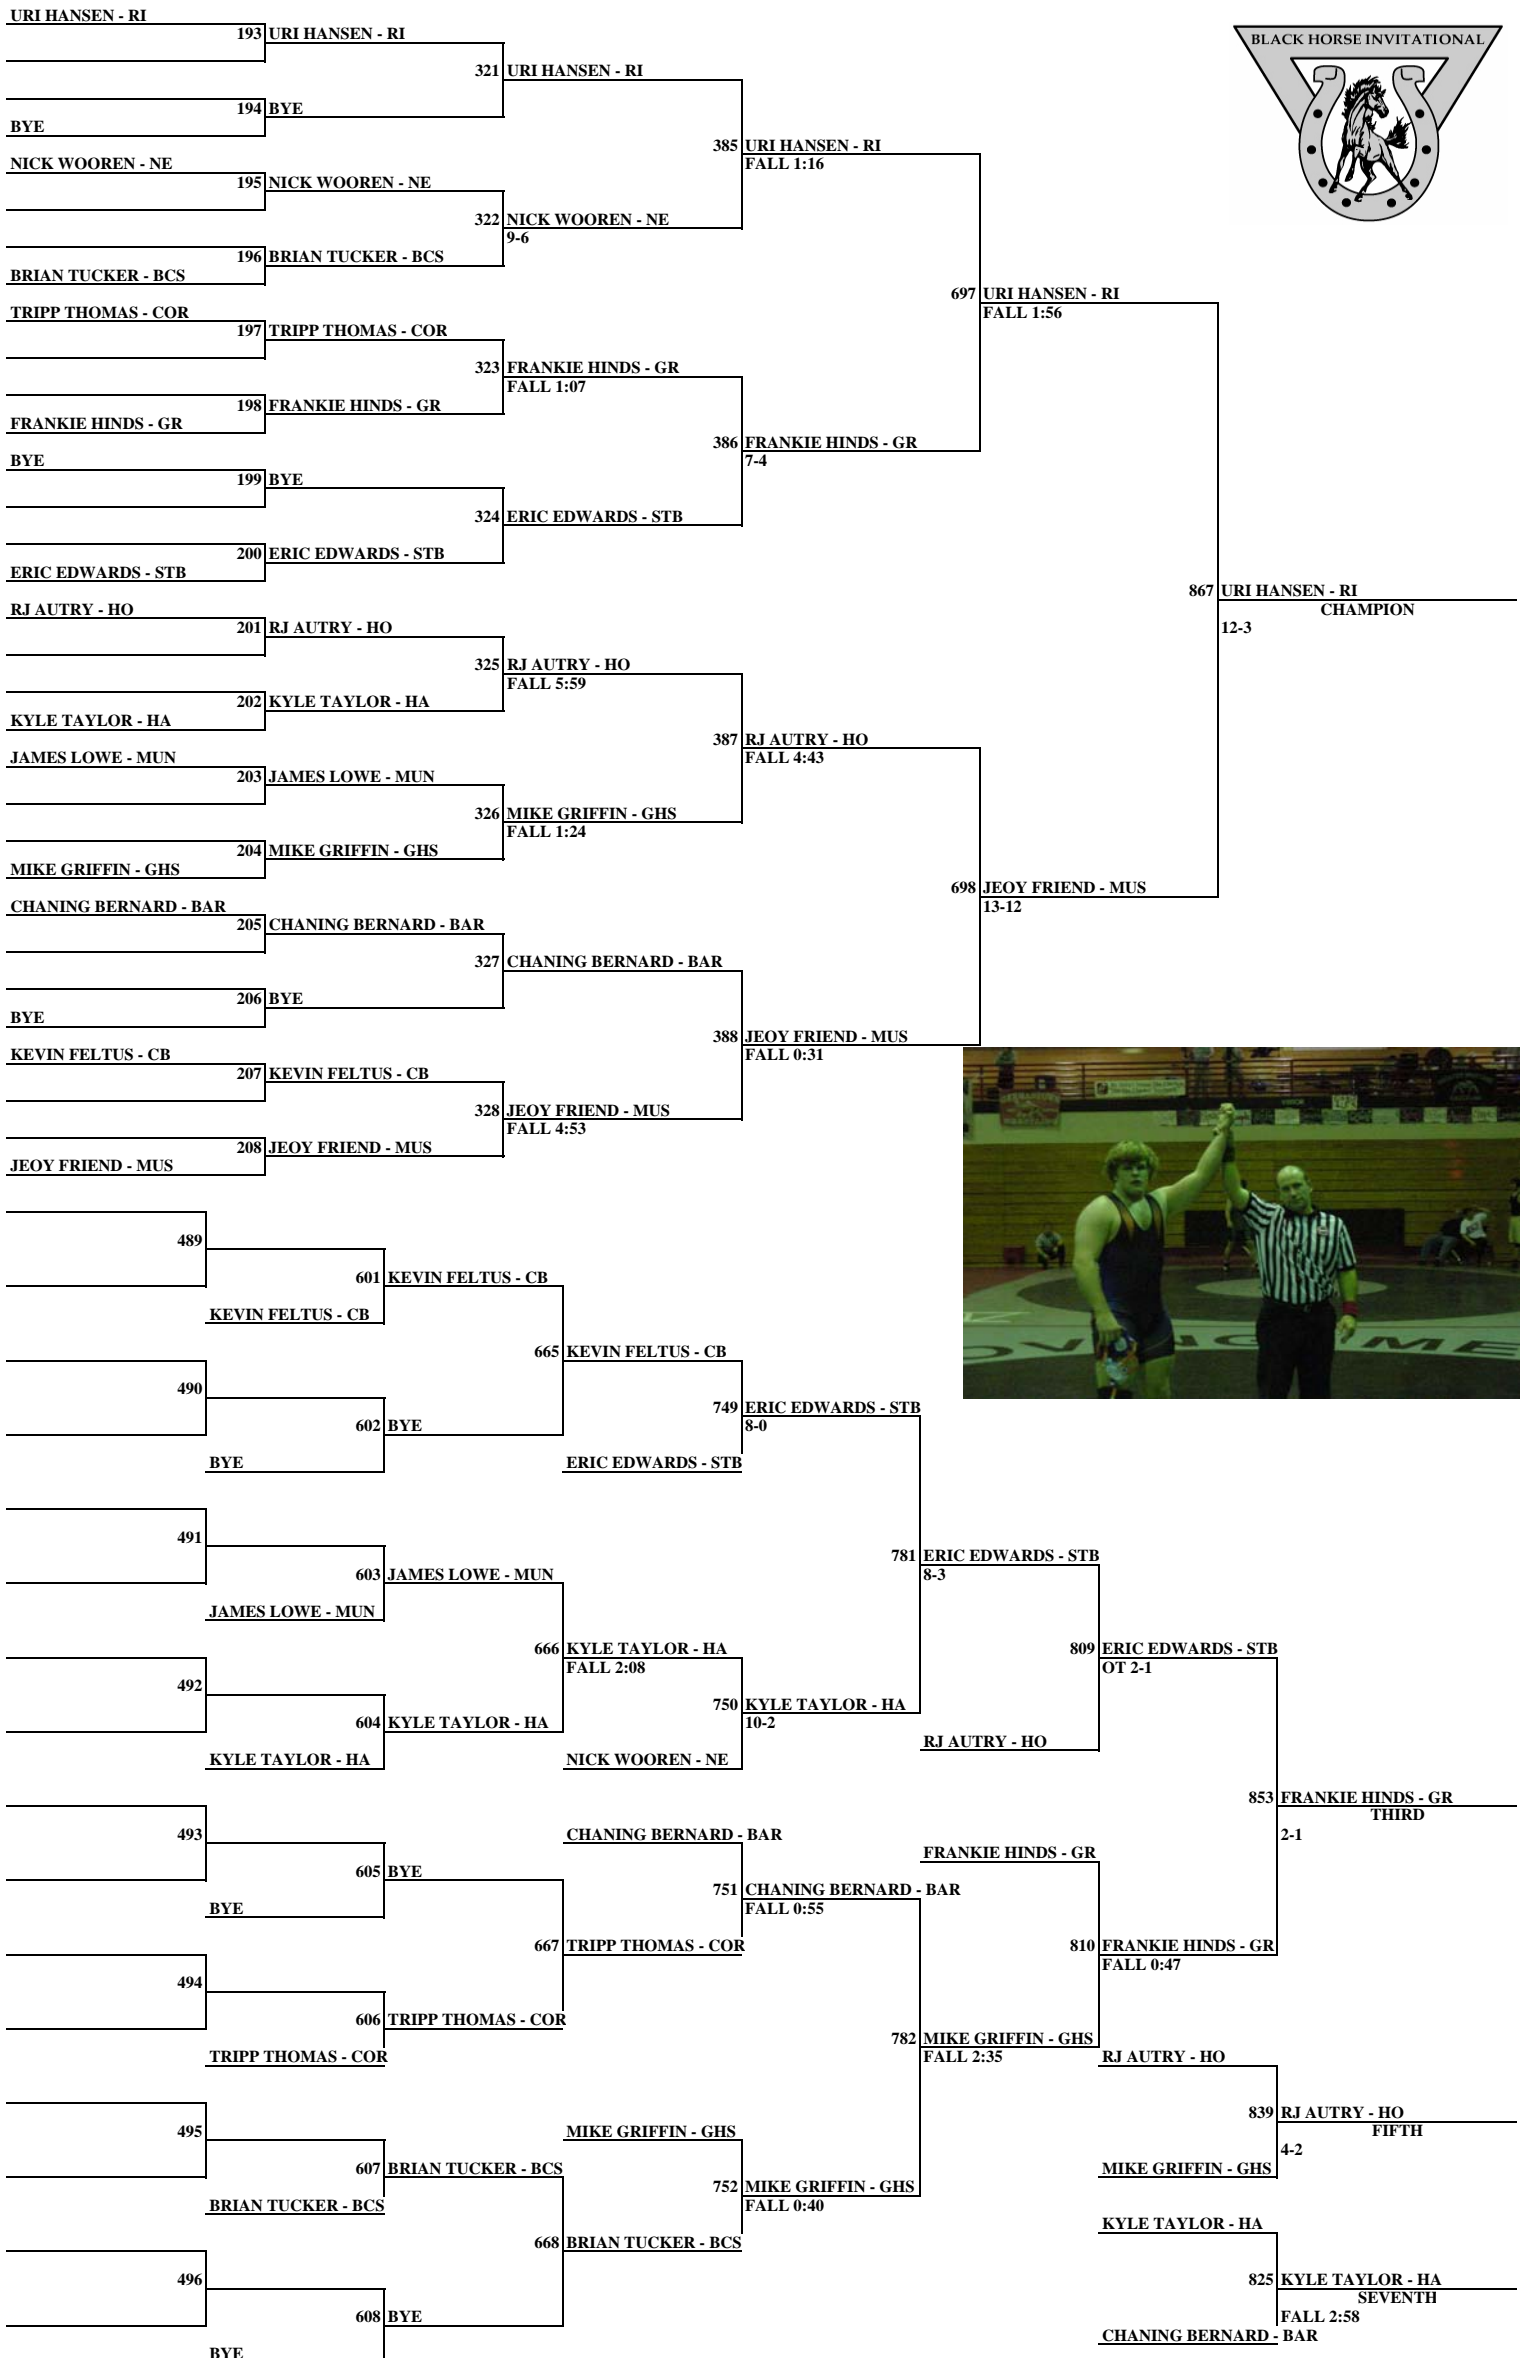 BLACK HORSE INVITATIONAL
URI HANSEN - RI
193 URI HANSEN - RI
194 BYE
BYE
321 URI HANSEN - RI
NICK WOOREN - NE
195 NICK WOOREN - NE
196 BRIAN TUCKER - BCS
BRIAN TUCKER - BCS
322 NICK WOOREN - NE
9-6
385 URI HANSEN - RI
FALL 1:16
TRIPP THOMAS - COR
197 TRIPP THOMAS - COR
198 FRANKIE HINDS - GR
FRANKIE HINDS - GR
323 FRANKIE HINDS - GR
FALL 1:07
BYE
199 BYE
200 ERIC EDWARDS - STB
ERIC EDWARDS - STB
324 ERIC EDWARDS - STB
386 FRANKIE HINDS - GR
7-4
697 URI HANSEN - RI
FALL 1:56
RJ AUTRY - HO
201 RJ AUTRY - HO
202 KYLE TAYLOR - HA
KYLE TAYLOR - HA
325 RJ AUTRY - HO
FALL 5:59
JAMES LOWE - MUN
203 JAMES LOWE - MUN
204 MIKE GRIFFIN - GHS
MIKE GRIFFIN - GHS
326 MIKE GRIFFIN - GHS
FALL 1:24
387 RJ AUTRY - HO
FALL 4:43
CHANING BERNARD - BAR
205 CHANING BERNARD - BAR
206 BYE
BYE
327 CHANING BERNARD - BAR
KEVIN FELTUS - CB
207 KEVIN FELTUS - CB
208 JEOY FRIEND - MUS
JEOY FRIEND - MUS
328 JEOY FRIEND - MUS
FALL 4:53
388 JEOY FRIEND - MUS
FALL 0:31
698 JEOY FRIEND - MUS
13-12
867 URI HANSEN - RI
CHAMPION
12-3
489
601 KEVIN FELTUS - CB
KEVIN FELTUS - CB
490
602 BYE
BYE
665 KEVIN FELTUS - CB
749 ERIC EDWARDS - STB
8-0
ERIC EDWARDS - STB
491
603 JAMES LOWE - MUN
JAMES LOWE - MUN
492
604 KYLE TAYLOR - HA
KYLE TAYLOR - HA
666 KYLE TAYLOR - HA
FALL 2:08
750 KYLE TAYLOR - HA
10-2
NICK WOOREN - NE
781 ERIC EDWARDS - STB
8-3
809 ERIC EDWARDS - STB
OT 2-1
RJ AUTRY - HO
853 FRANKIE HINDS - GR
THIRD
2-1
493
605 BYE
BYE
494
606 TRIPP THOMAS - COR
TRIPP THOMAS - COR
667 TRIPP THOMAS - COR
CHANING BERNARD - BAR
751 CHANING BERNARD - BAR
FALL 0:55
FRANKIE HINDS - GR
810 FRANKIE HINDS - GR
FALL 0:47
782 MIKE GRIFFIN - GHS
FALL 2:35
495
607 BRIAN TUCKER - BCS
BRIAN TUCKER - BCS
496
608 BYE
BYE
668 BRIAN TUCKER - BCS
MIKE GRIFFIN - GHS
752 MIKE GRIFFIN - GHS
FALL 0:40
RJ AUTRY - HO
839 RJ AUTRY - HO
FIFTH
4-2
MIKE GRIFFIN - GHS
KYLE TAYLOR - HA
825 KYLE TAYLOR - HA
SEVENTH
FALL 2:58
CHANING BERNARD - BAR